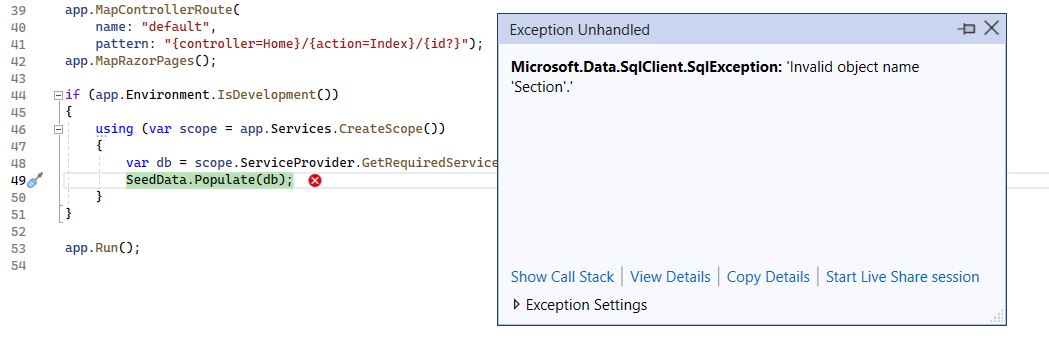 39 app.MapControllerRoute(
40 name: "default",
41 pattern: "{controller=Home}/{action=Index}/{id?}");
42 app.MapRazorPages();
43
44 if (app.Environment.IsDevelopment())
45 {
46 using (var scope = app.Services.CreateScope())
47 {
48 var db = scope.ServiceProvider.GetRequiredService
49 SeedData.Populate(db);
50 }
51 }
52
53 app.Run();
54
Exception Unhandled
Microsoft.Data.SqlClient.SqlException: 'Invalid object name
'Section'.'
Show Call Stack | View Details | Copy Details | Start Live Share session
Exception Settings